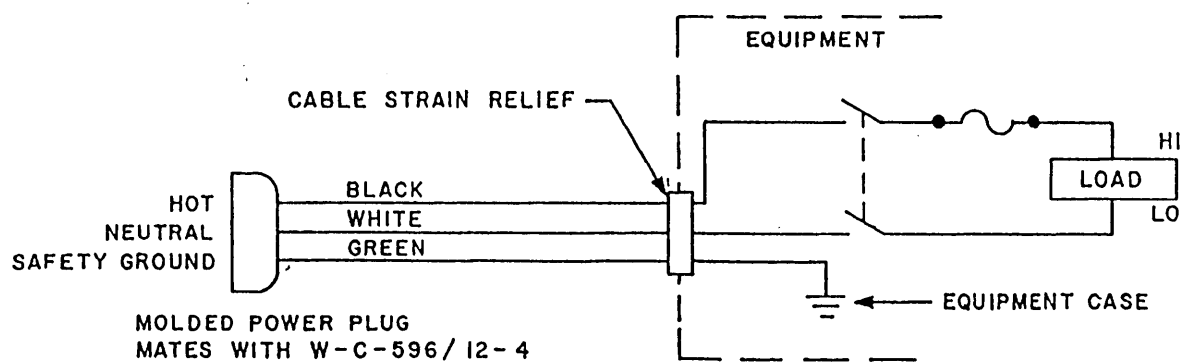 EQUIPMENT
CABLE STRAIN RELIEF
HI
LOAD
LO
HOT
BLACK
NEUTRAL
WHITE
SAFETY GROUND
GREEN
EQUIPMENT CASE
MOLDED POWER PLUG
MATES WITH W-C-596/12-4